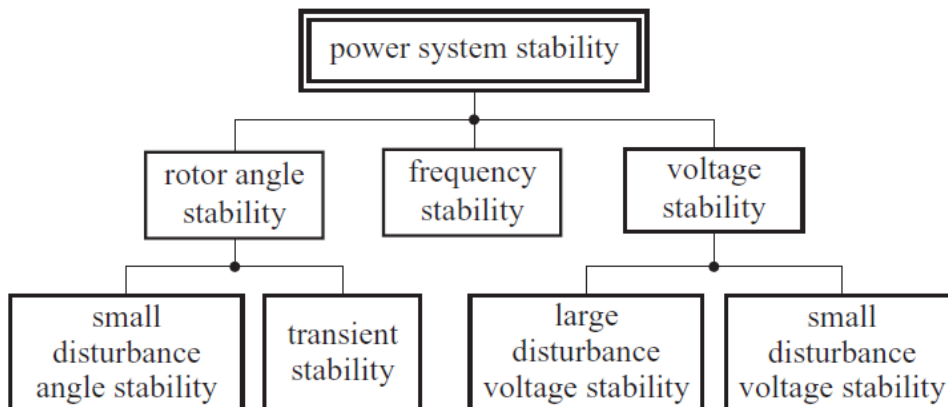 power system stability
rotor angle
stability
frequency
stability
voltage
stability
small
disturbance
angle stability
transient
stability
large
disturbance
voltage stability
small
disturbance
voltage stability